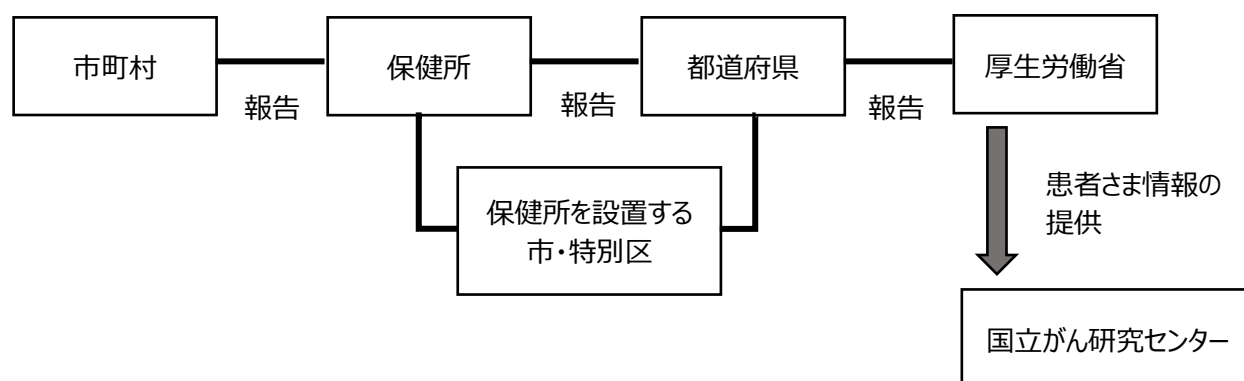 市町村
保健所
都道府県
厚生労働省
報告
報告
報告
保健所を設置する
市・特別区
患者さま情報の
提供
国立がん研究センター